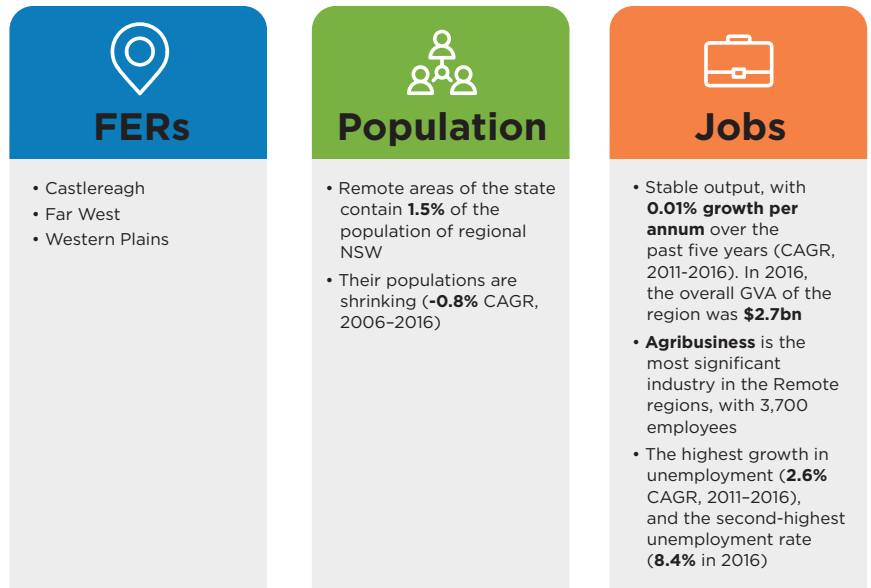 FERs
• Castlereagh
• Far West
• Western Plains
Population
• Remote areas of the state
contain 1.5% of the
population of regional
NSW
• Their populations are
shrinking (-0.8% CAGR,
2006–2016)
Jobs
• Stable output, with
0.01% growth per
annum over the
past five years (CAGR,
2011-2016). In 2016,
the overall GVA of the
region was $2.7bn
• Agribusiness is the
most significant
industry in the Remote
regions, with 3,700
employees
• The highest growth in
unemployment (2.6%
CAGR, 2011–2016),
and the second-highest
unemployment rate
(8.4% in 2016)